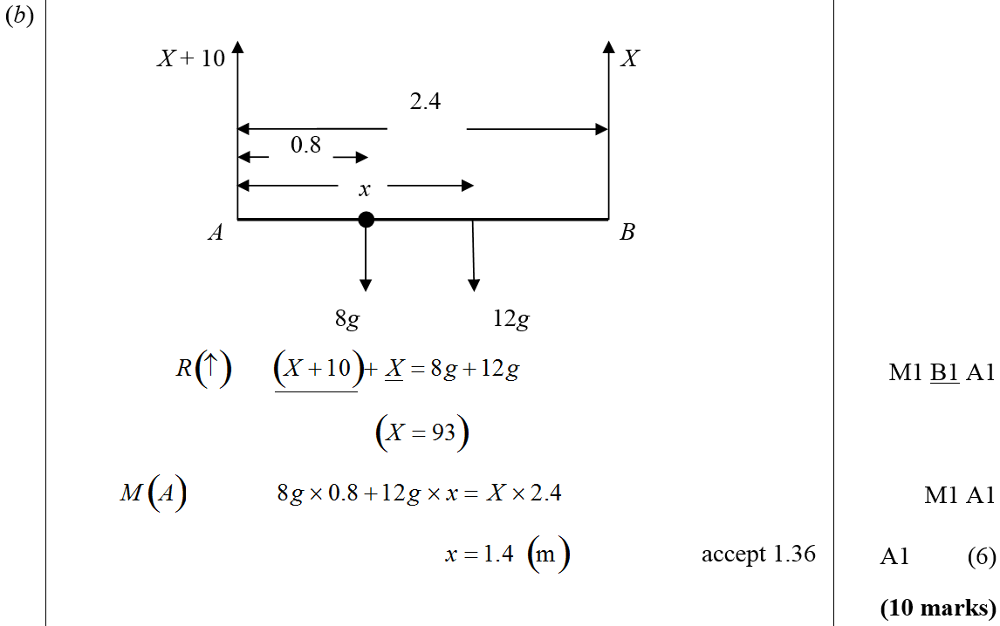 (b)
X + 10
X
2.4
0.8
x
A
B
8g
12g
R(↑) (X + 10) + X = 8g + 12g M1 B1 A1
(X = 93)
M(A) 8g × 0.8 + 12g × x = X × 2.4 M1 A1
x = 1.4 (m) accept 1.36 A1 (6)
(10 marks)